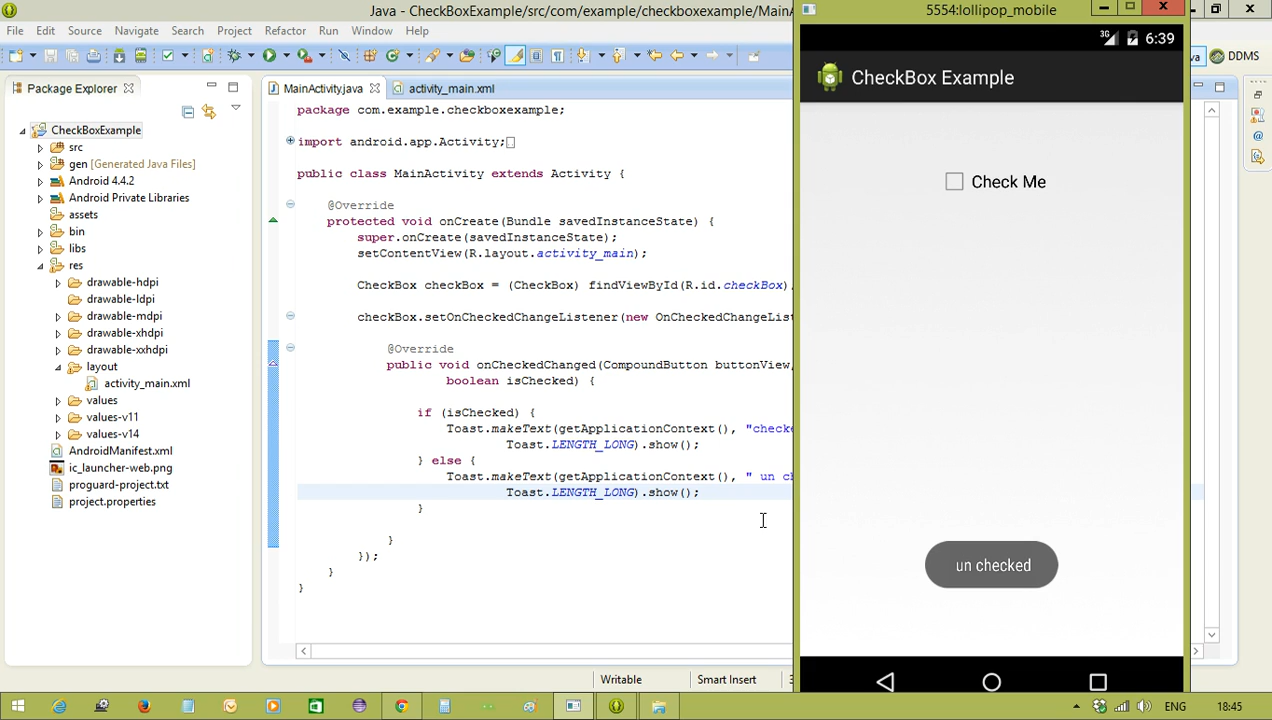 Java - CheckBoxExample/src/com/example/checkboxexample/MainA
5554:lollipop_mobile
File Edit Source Navigate Search Project Refactor Run Window Help
DDMS
Package Explorer
MainActivity.java
activity_main.xml
CheckBoxExample
src
gen [Generated Java Files]
Android 4.4.2
Android Private Libraries
assets
bin
libs
res
drawable-hdpi
drawable-ldpi
drawable-mdpi
drawable-xhdpi
drawable-xxhdpi
layout
activity_main.xml
values
values-v11
values-v14
AndroidManifest.xml
ic_launcher-web.png
proguard-project.txt
project.properties
package com.example.checkboxexample;
import android.app.Activity;
public class MainActivity extends Activity {
@Override
protected void onCreate(Bundle savedInstanceState) {
super.onCreate(savedInstanceState);
setContentView(R.layout.activity_main);
CheckBox checkBox = (CheckBox) findViewById(R.id.checkBox)
checkBox.setOnCheckedChangeListener(new OnCheckedChangeList
@Override
public void onCheckedChanged(CompoundButton buttonView,
boolean isChecked) {
if (isChecked) {
Toast.makeText(getApplicationContext(), "checke
Toast.LENGTH_LONG).show();
} else {
Toast.makeText(getApplicationContext(), " un ch
Toast.LENGTH_LONG).show();
}
}
});
}
}
Writable
Smart Insert
3G
6:39
CheckBox Example
Check Me
un checked
ENG
18:45